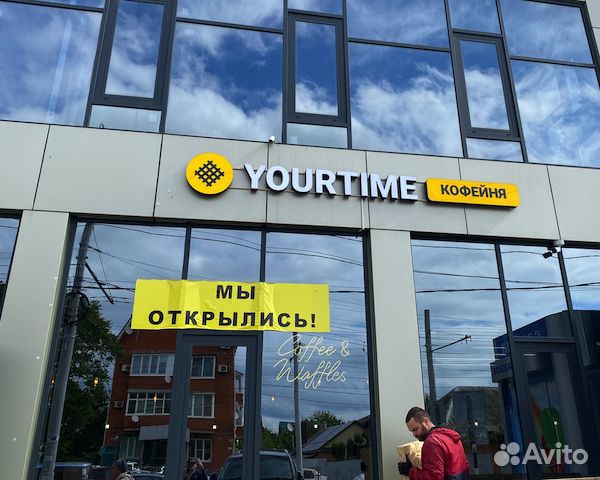 YOURTIME КОФЕЙНЯ
МЫ
ОТКРЫЛИСЬ!
Coffee &
Waffles
Avito